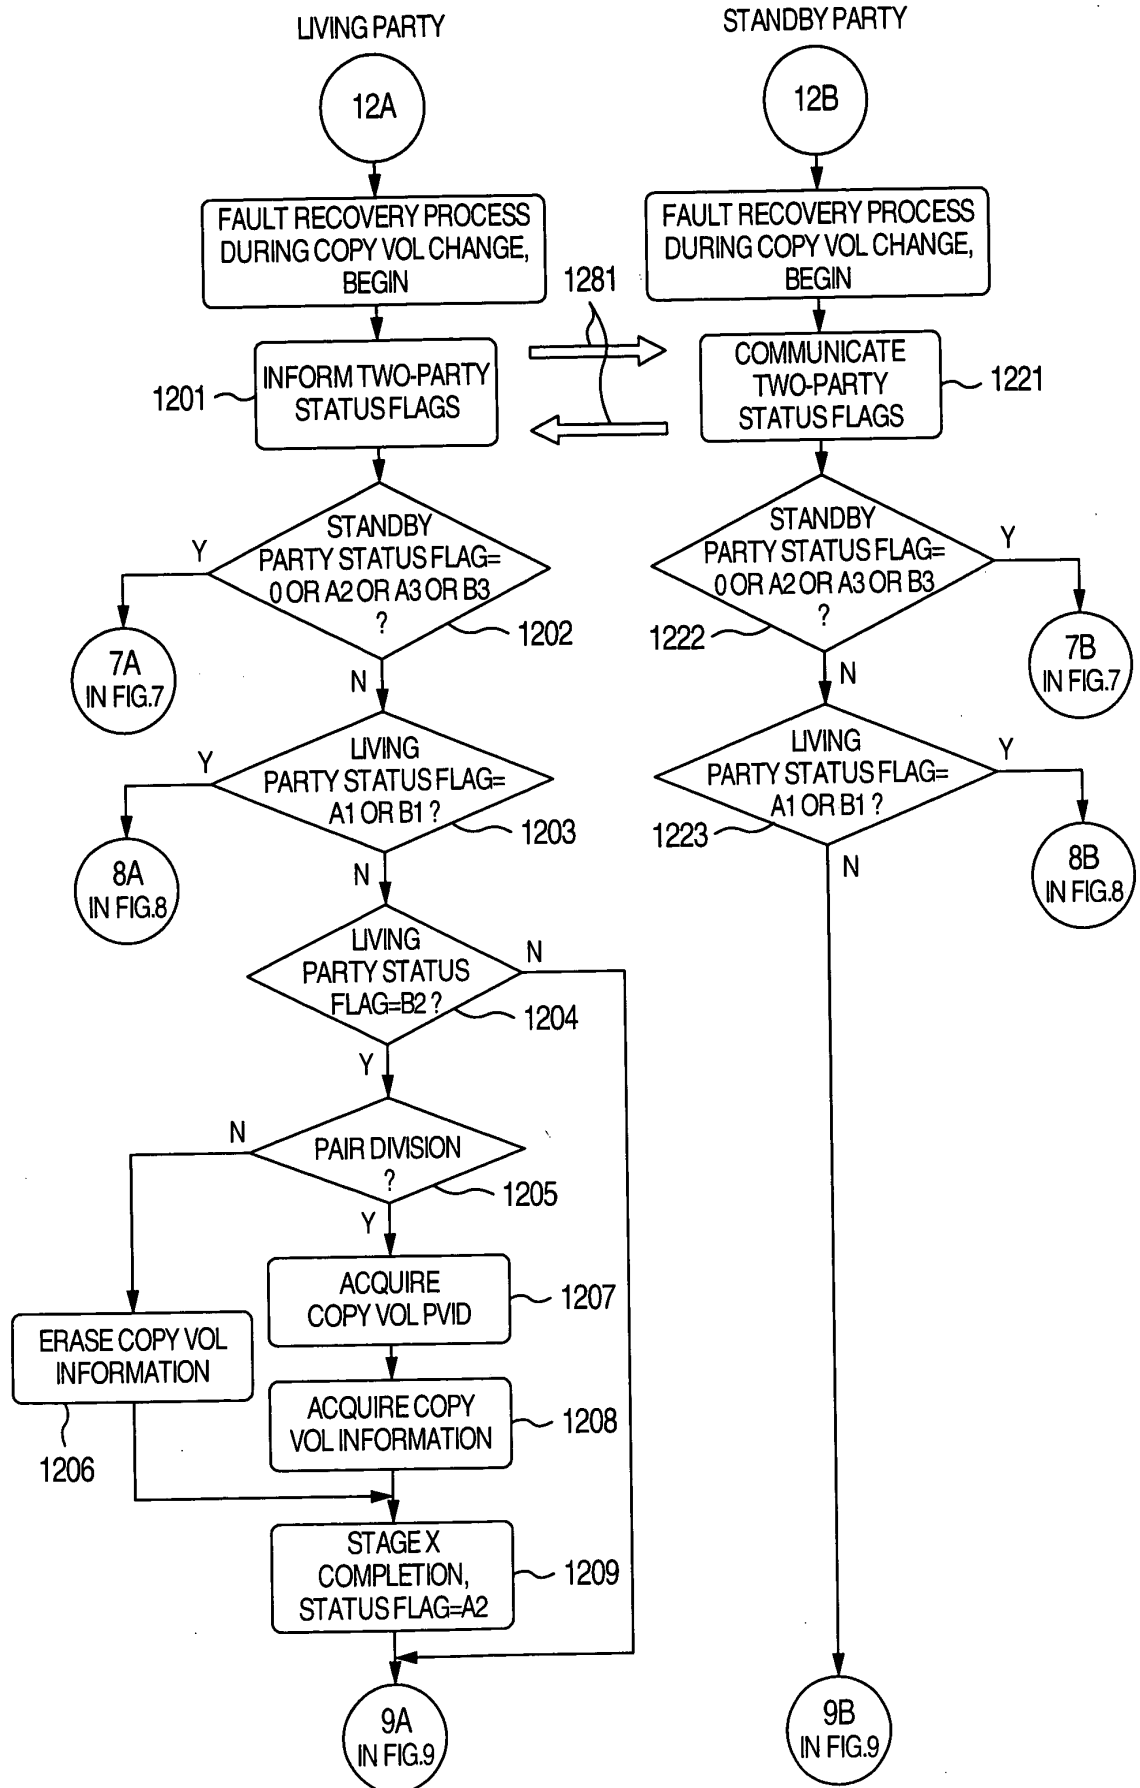 LIVING PARTY
12A
FAULT RECOVERY PROCESS
DURING COPY VOL CHANGE,
BEGIN
1281
INFORM TWO-PARTY
STATUS FLAGS
1201
STANDBY
PARTY STATUS FLAG=
0 OR A2 OR A3 OR B3
?
1202
Y
N
7A
IN FIG.7
LIVING
PARTY STATUS FLAG=
A1 OR B1 ?
1203
Y
N
8A
IN FIG.8
LIVING
PARTY STATUS
FLAG=B2 ?
1204
N
Y
PAIR DIVISION
?
1205
N
Y
ACQUIRE
COPY VOL PVID
1207
ERASE COPY VOL
INFORMATION
1206
ACQUIRE COPY
VOL INFORMATION
1208
STAGE X
COMPLETION,
STATUS FLAG=A2
1209
9A
IN FIG.9
STANDBY PARTY
12B
FAULT RECOVERY PROCESS
DURING COPY VOL CHANGE,
BEGIN
COMMUNICATE
TWO-PARTY
STATUS FLAGS
1221
STANDBY
PARTY STATUS FLAG=
0 OR A2 OR A3 OR B3
?
1222
Y
N
7B
IN FIG.7
LIVING
PARTY STATUS FLAG=
A1 OR B1 ?
1223
Y
N
8B
IN FIG.8
9B
IN FIG.9